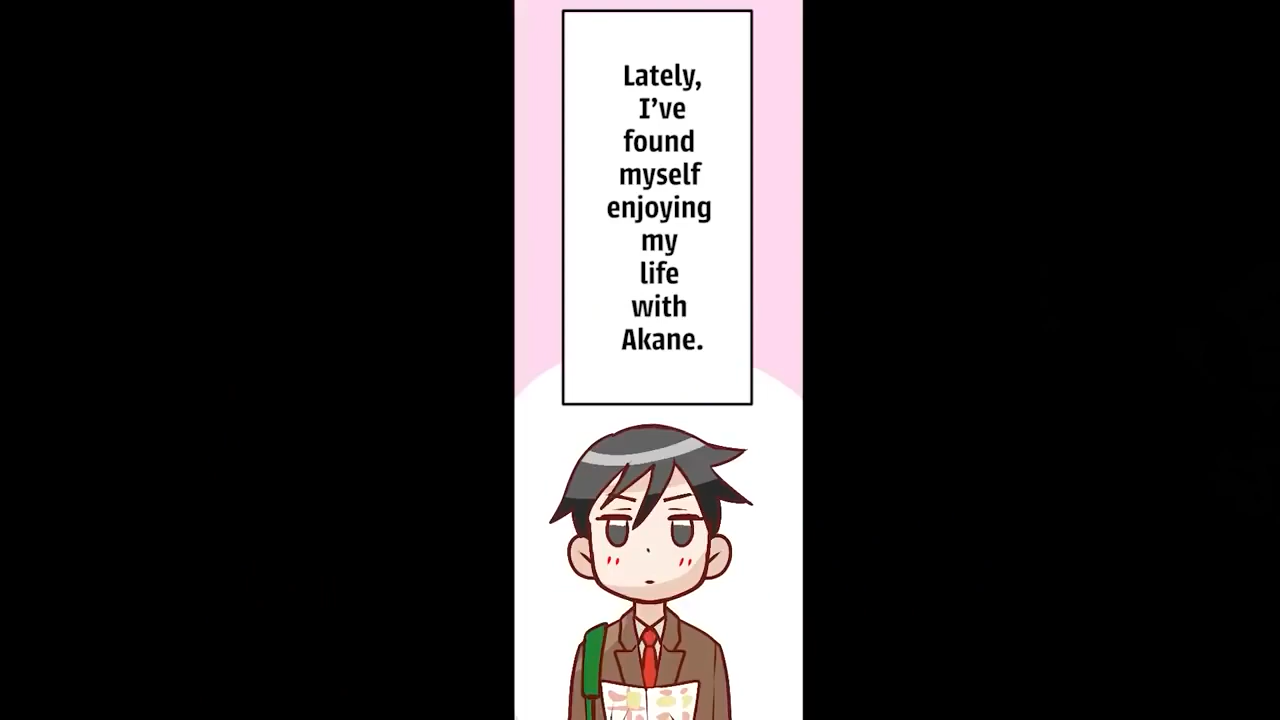 Lately,
I’ve
found
myself
enjoying
my
life
with
Akane.